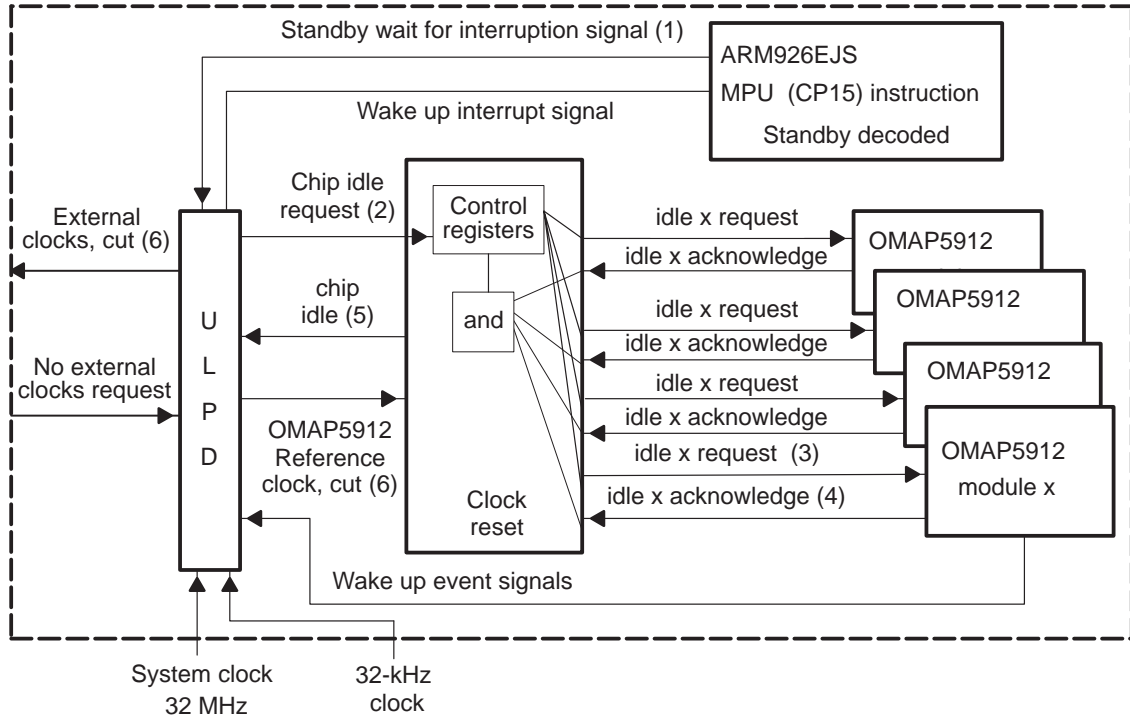 Standby wait for interruption signal (1)
ARM926EJS
MPU (CP15) instruction
Standby decoded
Wake up interrupt signal
External
clocks, cut (6)
No external
clocks request
U
L
P
D
Chip idle
request (2)
chip
idle (5)
OMAP5912
Reference
clock, cut (6)
Control
registers
and
Clock
reset
idle x request
idle x acknowledge
idle x request
idle x acknowledge
idle x request
idle x acknowledge
idle x request (3)
idle x acknowledge (4)
OMAP5912
OMAP5912
OMAP5912
OMAP5912
module x
Wake up event signals
System clock
32 MHz
32-kHz
clock